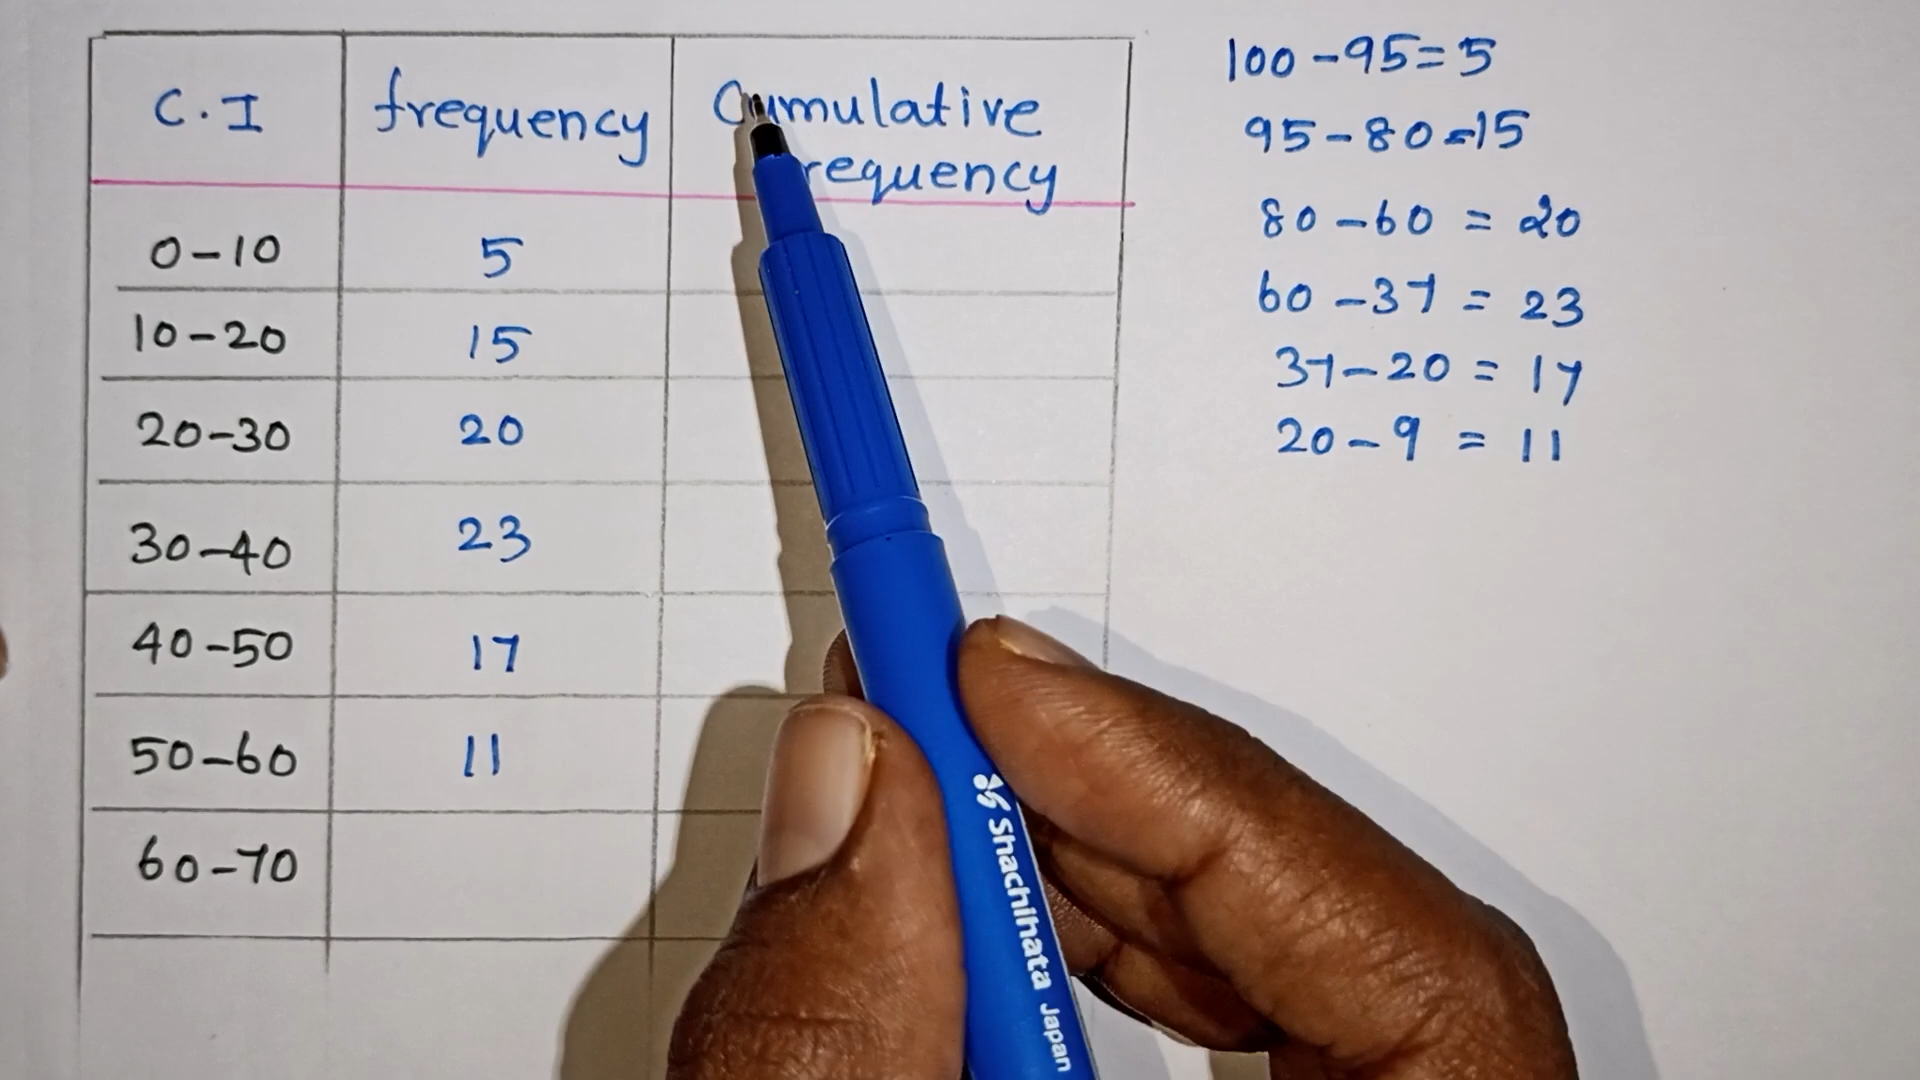 C.I frequency Cumulative
requency
0-10 5
10-20 15
20-30 20
30-40 23
40-50 17
50-60 11
60-70
100-95=5
95-80=15
80-60 = 20
60-37 = 23
37-20 = 17
20-9 = 11
Shachihata Japan